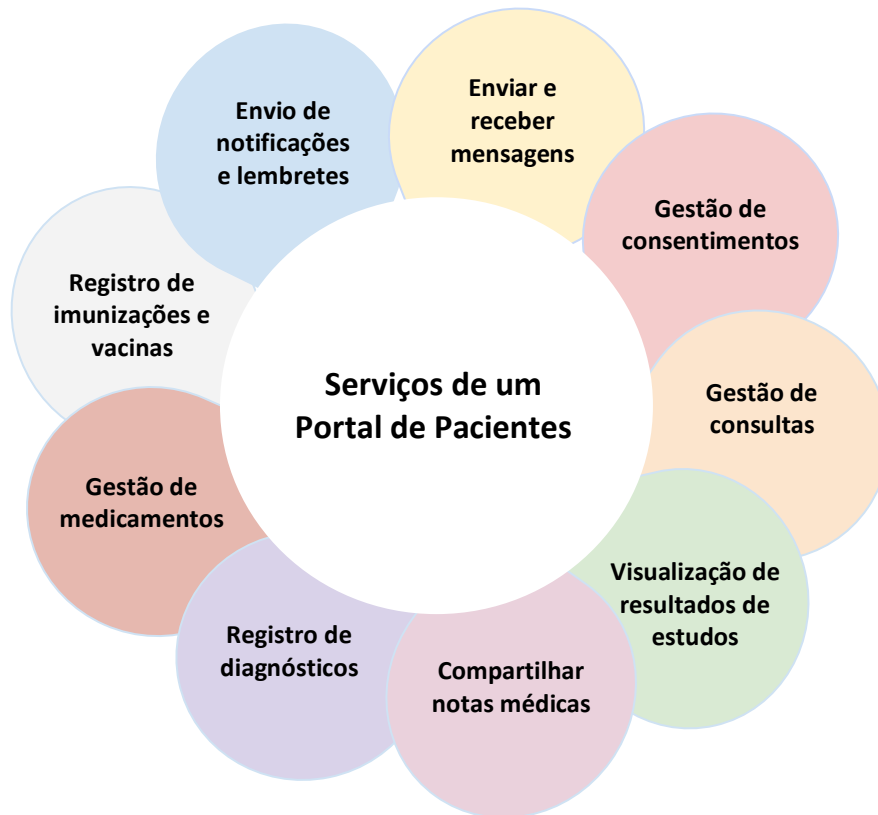 Serviços de um
Portal de Pacientes
Enviar e
receber
mensagens
Gestão de
consentimentos
Gestão de
consultas
Visualização de
resultados de
estudos
Compartilhar
notas médicas
Registro de
diagnósticos
Gestão de
medicamentos
Registro de
imunizações e
vacinas
Envio de
notificações
e lembretes